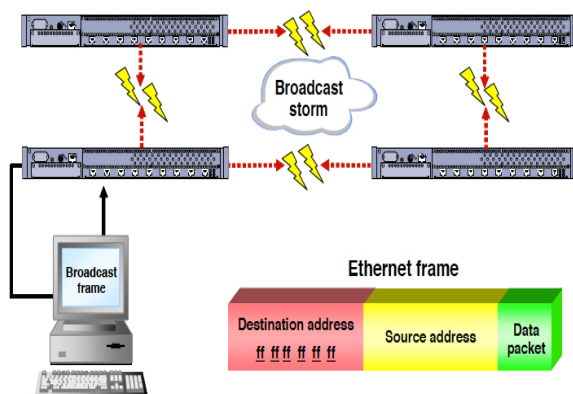 Broadcast
storm
Broadcast
frame
Ethernet frame
Destination address
ff ff ff ff ff ff
Source address
Data
packet